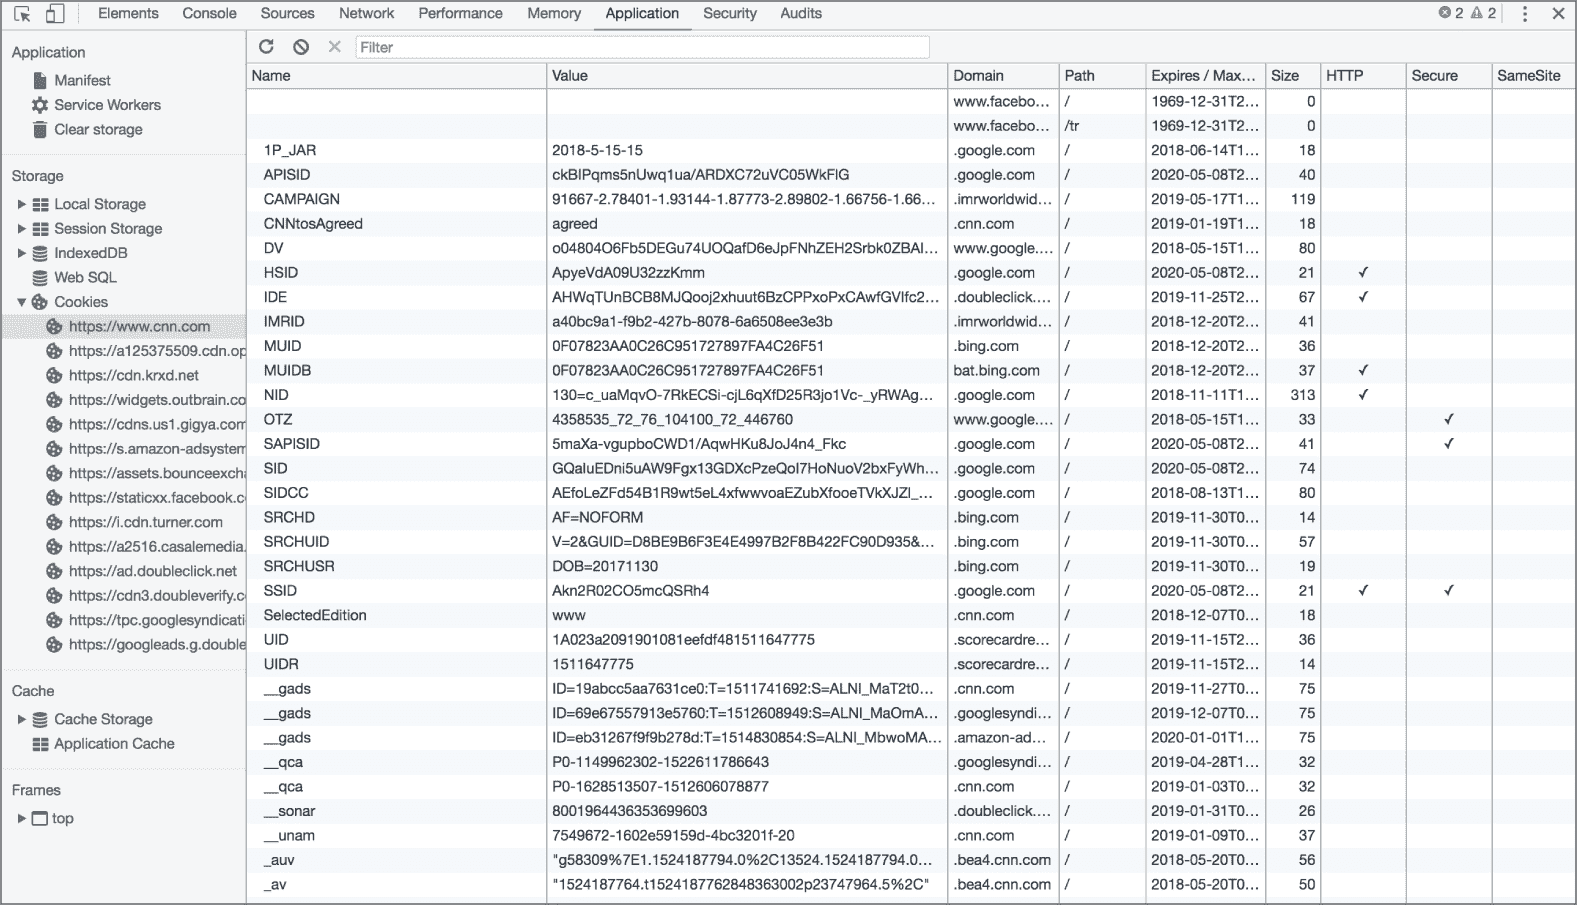 Elements Console Sources Network Performance Memory Application Security Audits 2 2
Application
Manifest
Service Workers
Clear storage
Storage
Local Storage
Session Storage
IndexedDB
Web SQL
Cookies
https://www.cnn.com
https://a125375509.cdn.op
https://cdn.krxd.net
https://widgets.outbrain.co
https://cdns.us1.gigya.com
https://s.amazon-adsystem
https://assets.bounceexcha
https://staticxx.facebook.c
https://i.cdn.turner.com
https://a2516.casalemedia.
https://ad.doubleclick.net
https://cdn3.doubleverify.c
https://tpc.googlesyndicati
https://googleads.g.double
Cache
Cache Storage
Application Cache
Frames
top
Filter
Name Value Domain Path Expires / Max... Size HTTP Secure SameSite
www.facebo... / 1969-12-31T2... 0
www.facebo... /tr 1969-12-31T2... 0
1P_JAR 2018-5-15-15 .google.com / 2018-06-14T1... 18
APISID ckBIPqms5nUwq1ua/ARDXC72uVC05WkFlG .google.com / 2020-05-08T2... 40
CAMPAIGN 91667-2.78401-1.93144-1.87773-2.89802-1.66756-1.66... .imrworldwid... / 2019-05-17T1... 119
CNNtosAgreed agreed .cnn.com / 2019-01-19T1... 18
DV o04804O6Fb5DEGu74UOQafD6eJpFNhZEH2Srbk0ZBAI... www.google.... / 2018-05-15T1... 80
HSID ApyeVdA09U32zzKmm .google.com / 2020-05-08T2... 21 ✓
IDE AHWqTUnBCB8MJQooj2xhuut6BzCPPxoPxCAwfGVlfc2... .doubleclick.... / 2019-11-25T2... 67 ✓
IMRID a40bc9a1-f9b2-427b-8078-6a6508ee3e3b .imrworldwid... / 2018-12-20T2... 41
MUID 0F07823AA0C26C951727897FA4C26F51 .bing.com / 2018-12-20T2... 36
MUIDB 0F07823AA0C26C951727897FA4C26F51 bat.bing.com / 2018-12-20T2... 37 ✓
NID 130=c_uaMqvO-7RkECSi-cjL6qXfD25R3jo1Vc-_yRWAg... .google.com / 2018-11-11T1... 313 ✓
OTZ 4358535_72_76_104100_72_446760 www.google.... / 2018-05-15T1... 33 ✓
SAPISID 5maXa-vgupboCWD1/AqwHKu8JoJ4n4_Fkc .google.com / 2020-05-08T2... 41 ✓
SID GQaluEDni5uAW9Fgx13GDXcPzeQoI7HoNuoV2bxFyWh... .google.com / 2020-05-08T2... 74
SIDCC AEfoLeZFd54B1R9wt5eL4xfwwvoaEZubXfooeTVkXJZl_... .google.com / 2018-08-13T1... 80
SRCHD AF=NOFORM .bing.com / 2019-11-30T0... 14
SRCHUID V=2&GUID=D8BE9B6F3E4E4997B2F8B422FC90D935&... .bing.com / 2019-11-30T0... 57
SRCHUSR DOB=20171130 .bing.com / 2019-11-30T0... 19
SSID Akn2R02CO5mcQSRh4 .google.com / 2020-05-08T2... 21 ✓ ✓
SelectedEdition www .cnn.com / 2018-12-07T0... 18
UID 1A023a2091901081eefdf481511647775 .scorecardre... / 2019-11-15T2... 36
UIDR 1511647775 .scorecardre... / 2019-11-15T2... 14
__gads ID=19abcc5aa7631ce0:T=1511741692:S=ALNI_MaT2t0... .cnn.com / 2019-11-27T0... 75
__gads ID=69e67557913e5760:T=1512608949:S=ALNI_MaOmA... .googlesyndi... / 2019-12-07T0... 75
__gads ID=eb31267f9f9b278d:T=1514830854:S=ALNI_MbwoMA... .amazon-ad... / 2020-01-01T1... 75
__qca P0-1149962302-1522611786643 .googlesyndi... / 2019-04-28T1... 32
__qca P0-1628513507-1512606078877 .cnn.com / 2019-01-03T0... 32
__sonar 8001964436353699603 .doubleclick.... / 2019-01-31T0... 26
__unam 7549672-1602e59159d-4bc3201f-20 .cnn.com / 2019-01-09T0... 37
_auv "g58309%7E1.1524187794.0%2C13524.1524187794.0... .bea4.cnn.com / 2018-05-20T0... 56
_av "1524187764.t1524187762848363002p23747964.5%2C" .bea4.cnn.com / 2018-05-20T0... 50